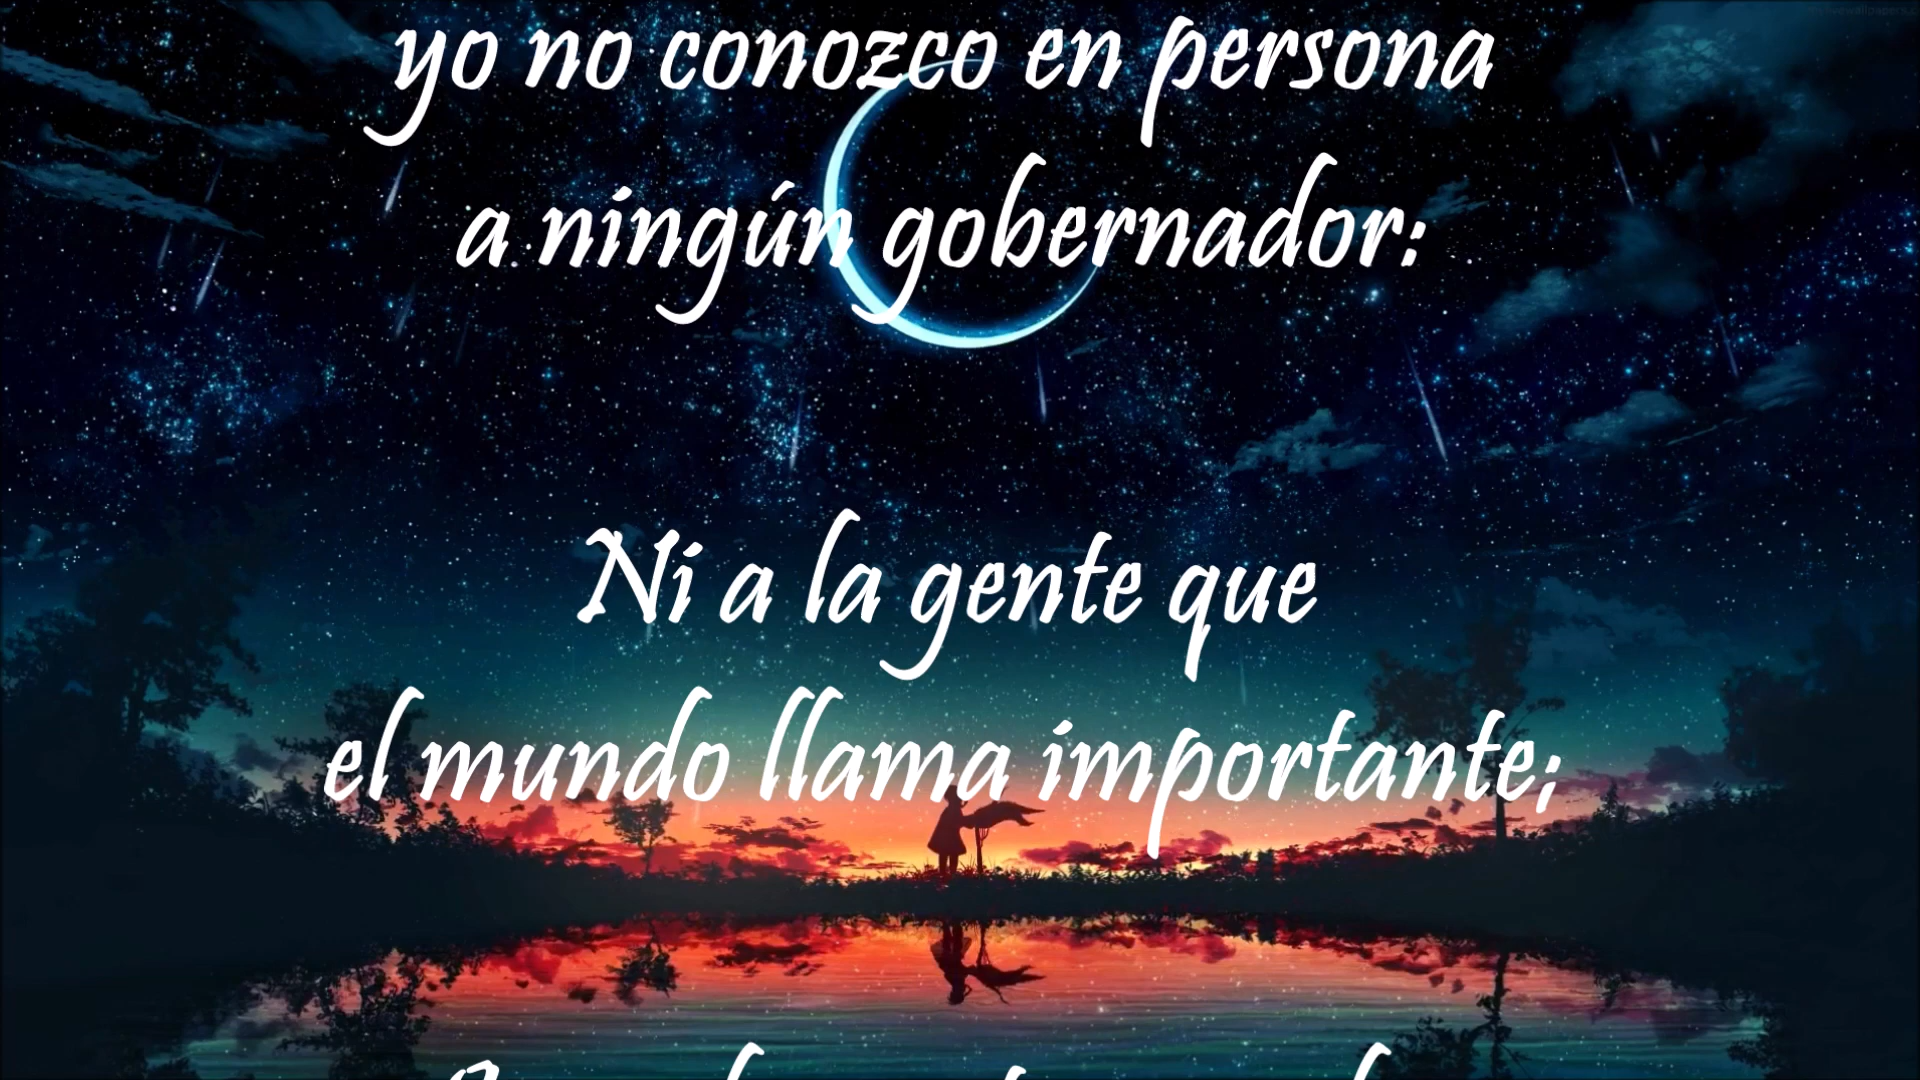 yo no conozco en persona
a ningún gobernador:
Ni a la gente que
el mundo llama importante;